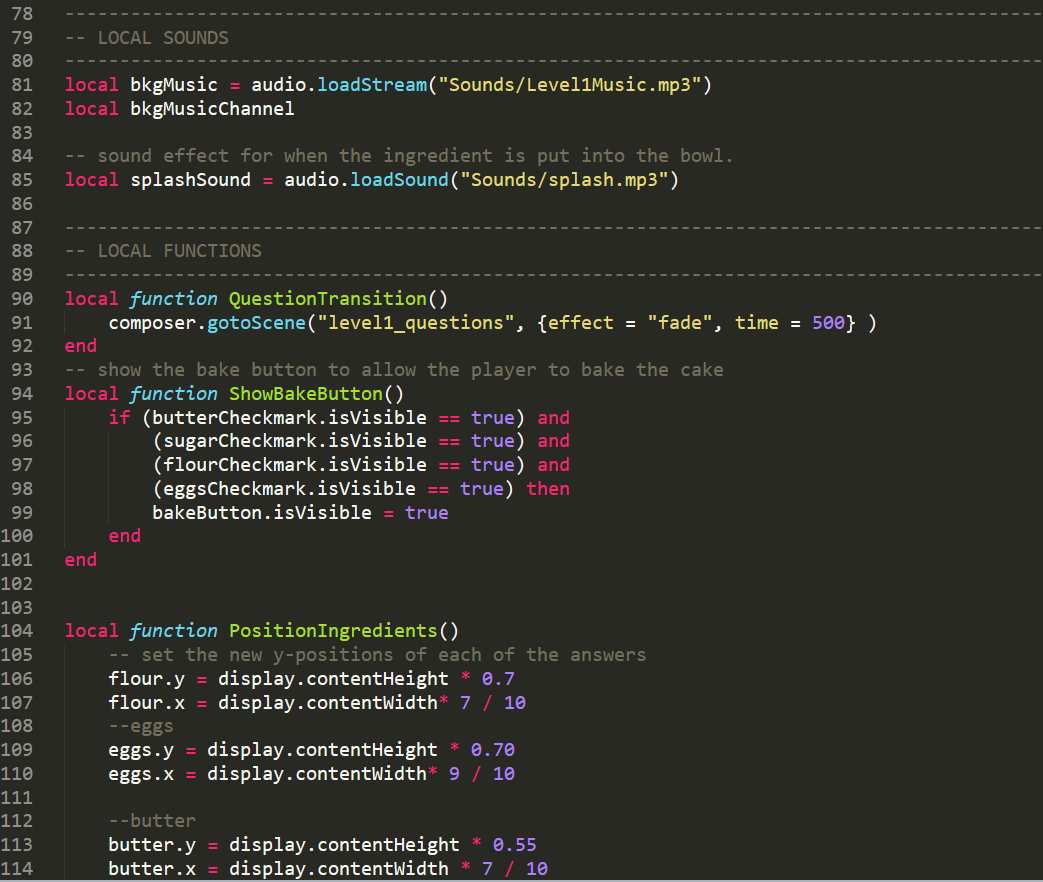 78 ------------------------------------------------------------------------------------------
79 -- LOCAL SOUNDS
80 ------------------------------------------------------------------------------------------
81 local bkgMusic = audio.loadStream("Sounds/Level1Music.mp3")
82 local bkgMusicChannel
83
84 -- sound effect for when the ingredient is put into the bowl.
85 local splashSound = audio.loadSound("Sounds/splash.mp3")
86
87 ------------------------------------------------------------------------------------------
88 -- LOCAL FUNCTIONS
89 ------------------------------------------------------------------------------------------
90 local function QuestionTransition()
91     composer.gotoScene("level1_questions", {effect = "fade", time = 500} )
92 end
93 -- show the bake button to allow the player to bake the cake
94 local function ShowBakeButton()
95     if (butterCheckmark.isVisible == true) and
96         (sugarCheckmark.isVisible == true) and
97         (flourCheckmark.isVisible == true) and
98         (eggsCheckmark.isVisible == true) then
99         bakeButton.isVisible = true
100     end
101 end
102
103
104 local function PositionIngredients()
105     -- set the new y-positions of each of the answers
106     flour.y = display.contentHeight * 0.7
107     flour.x = display.contentWidth* 7 / 10
108     --eggs
109     eggs.y = display.contentHeight * 0.70
110     eggs.x = display.contentWidth* 9 / 10
111
112     --butter
113     butter.y = display.contentHeight * 0.55
114     butter.x = display.contentWidth * 7 / 10